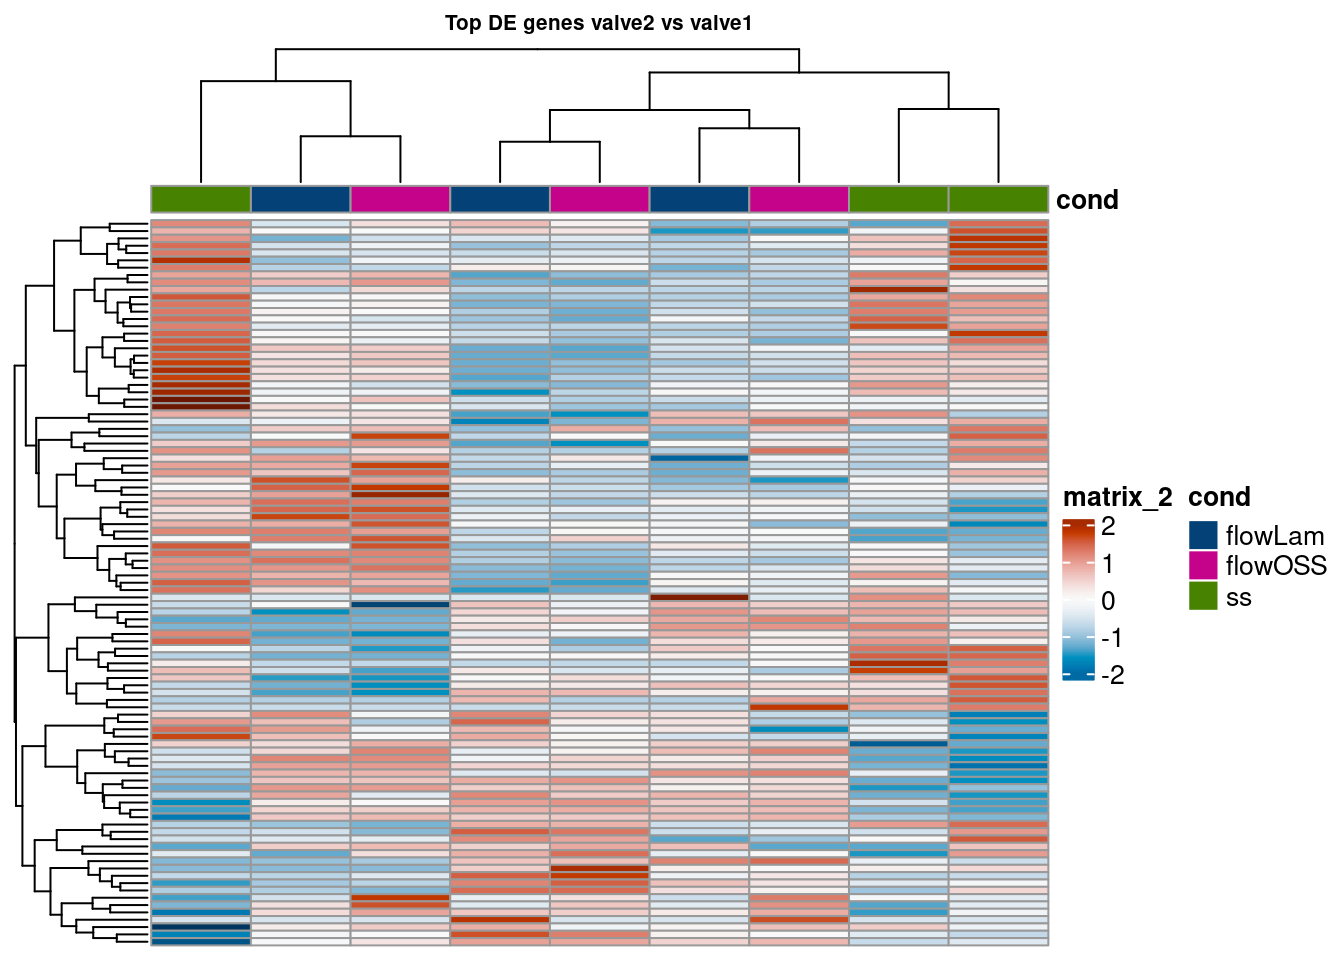 Top DE genes valve2 vs valve1
cond
matrix_2
2
1
0
-1
-2
cond
flowLam
flowOSS
ss